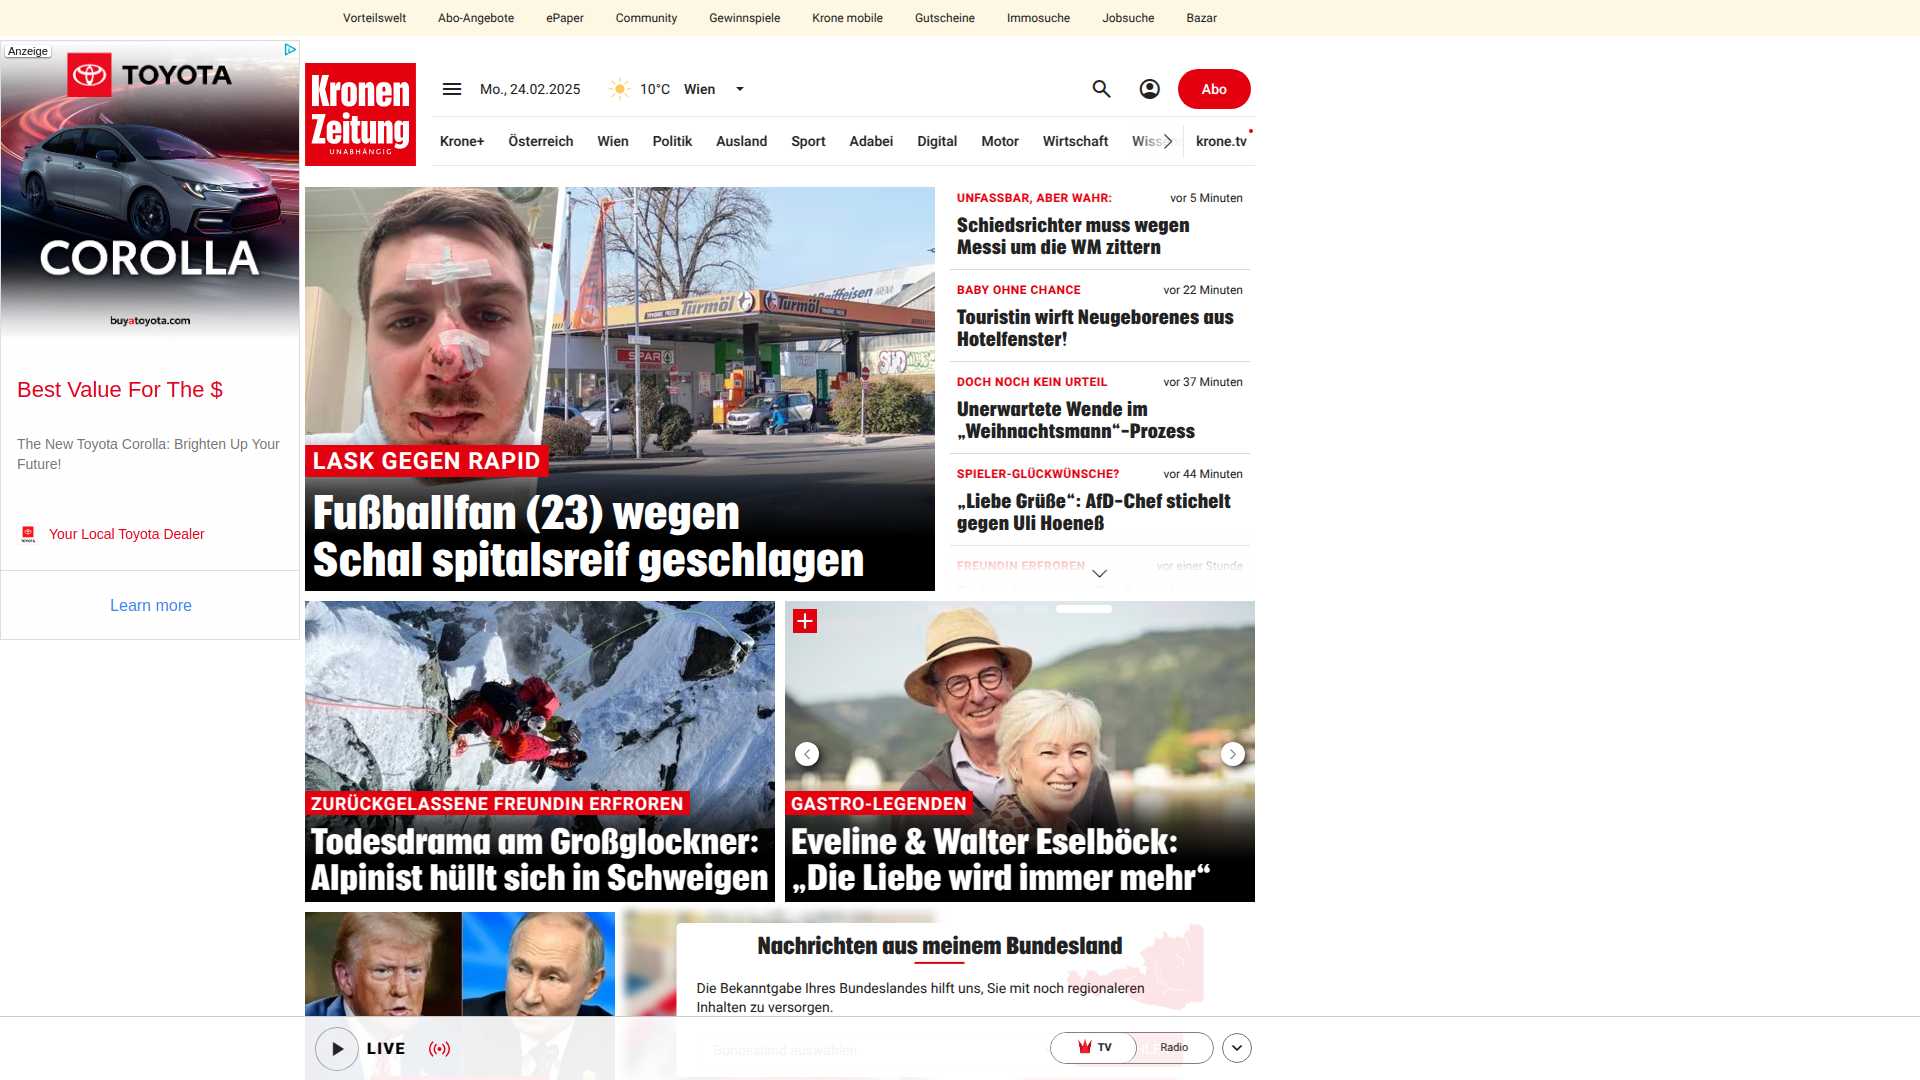 Vorteilswelt
Abo-Angebote
ePaper
Community
Gewinnspiele
Krone mobile
Gutscheine
Immosuche
Jobsuche
Bazar
Anzeige
TOYOTA
COROLLA
buyatoyota.com
Best Value For The $
The New Toyota Corolla: Brighten Up Your
Future!
Your Local Toyota Dealer
Learn more
Kronen
Zeitung
UNABHÄNGIG
Mo., 24.02.2025
10°C
Wien
Abo
Krone+
Österreich
Wien
Politik
Ausland
Sport
Adabei
Digital
Motor
Wirtschaft
krone.tv
Turmöl
Turmöl
Raiffeisen
ARENA
SPAR
LASK GEGEN RAPID
Fußballfan (23) wegen
Schal spitalsreif geschlagen
UNFASSBAR, ABER WAHR:
vor 5 Minuten
Schiedsrichter muss wegen
Messi um die WM zittern
BABY OHNE CHANCE
vor 22 Minuten
Touristin wirft Neugeborenes aus
Hotelfenster!
DOCH NOCH KEIN URTEIL
vor 37 Minuten
Unerwartete Wende im
„Weihnachtsmann“-Prozess
SPIELER-GLÜCKWÜNSCHE?
vor 44 Minuten
„Liebe Grüße“: AfD-Chef stichelt
gegen Uli Hoeneß
FREUNDIN ERFROREN
vor einer Stunde
ZURÜCKGELASSENE FREUNDIN ERFROREN
Todesdrama am Großglockner:
Alpinist hüllt sich in Schweigen
GASTRO-LEGENDEN
Eveline & Walter Eselböck:
„Die Liebe wird immer mehr“
Nachrichten aus meinem Bundesland
Die Bekanntgabe Ihres Bundeslandes hilft uns, Sie mit noch regionaleren
Inhalten zu versorgen.
Bundesland auswählen
LIVE
TV
Radio